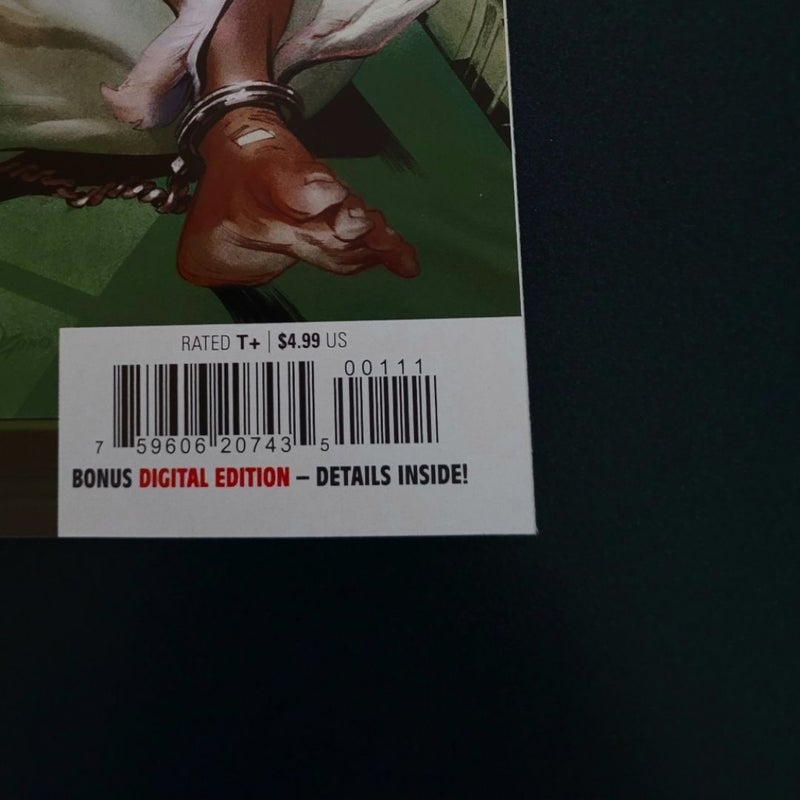 RATED T+ | $4.99 US
00111
7 59606 20743 5
BONUS DIGITAL EDITION – DETAILS INSIDE!